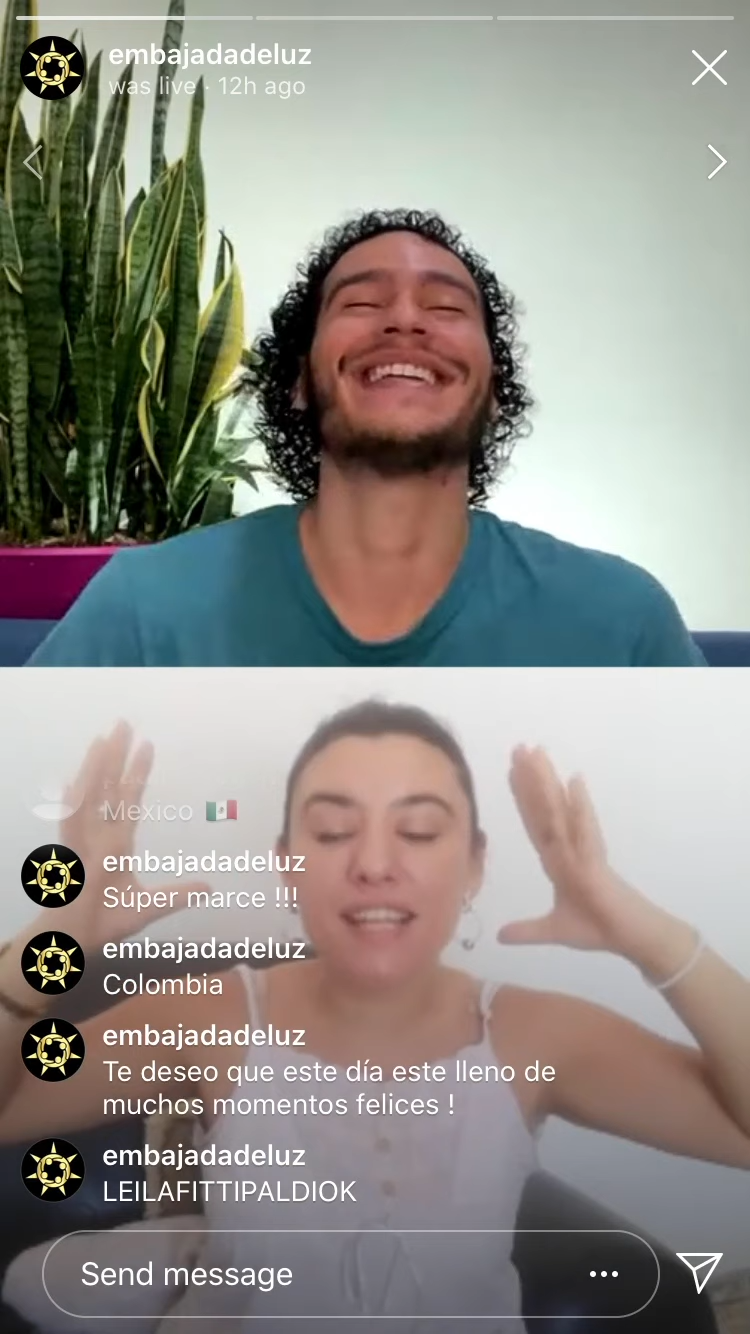 embajadadeluz
was live · 12h ago
Mexico 🇲🇽
embajadadeluz
Súper marce !!!
embajadadeluz
Colombia
embajadadeluz
Te deseo que este día este lleno de
muchos momentos felices !
embajadadeluz
LEILAFITTIPALDIOK
Send message